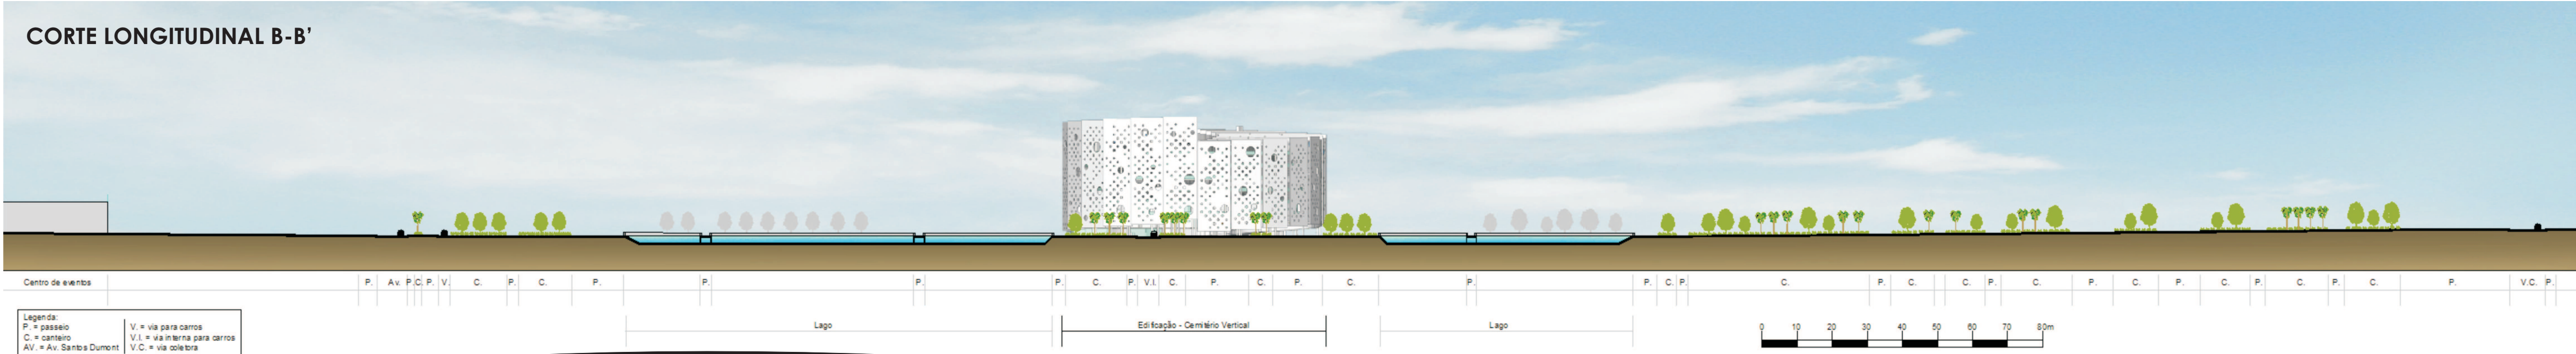 CORTE LONGITUDINAL B-B'
Centro de eventos P. Av. P. C. P. V. C. P. C. P. P. P. P. C. P. V.I. C. P. C. P. C. P. P. C. P. C. P. C. C. P. C. P. C. P. C. P. C. P. C. P. V.C. P.
Lago Edificação - Cemitério Vertical Lago
0 10 20 30 40 50 60 70 80m
Legenda:
P. = passeio V. = via para carros
C. = canteiro V.I. = via interna para carros
AV. = Av. Santos Dumont V.C. = via coletora